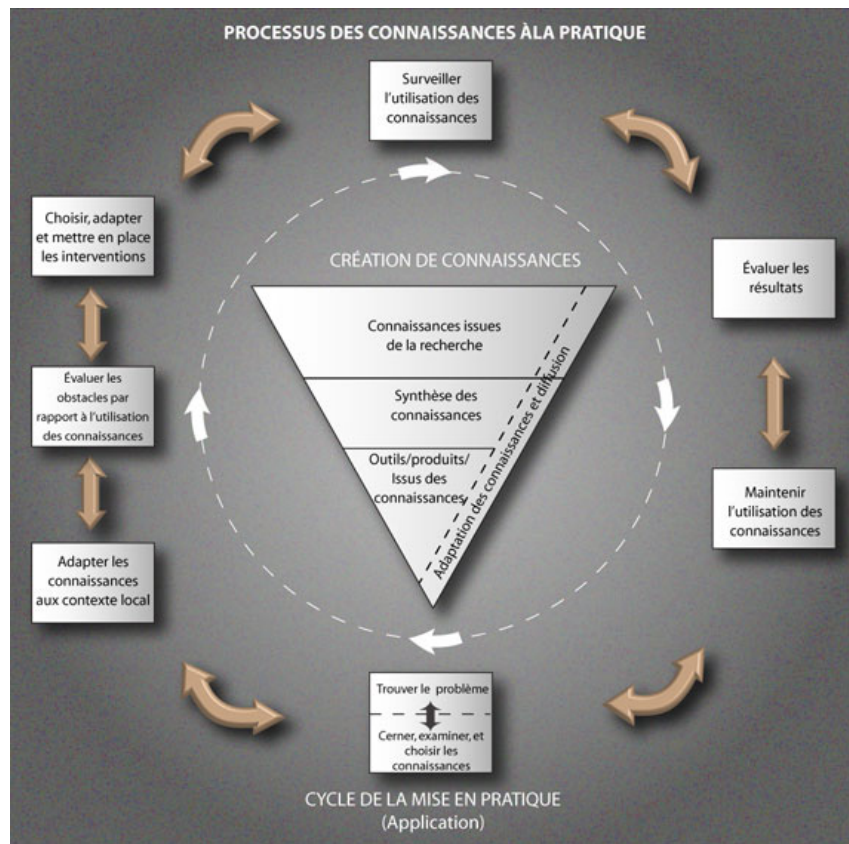 PROCESSUS DES CONNAISSANCES ÀLA PRATIQUE
Surveiller
l'utilisation des
connaissances
Choisir, adapter
et mettre en place
les interventions
CRÉATION DE CONNAISSANCES
Évaluer les
résultats
Connaissances issues
de la recherche
Synthèse des
connaissances
Outils/produits/
Issus des
connaissances
Adaptation des connaissances et diffusion
Évaluer les
obstacles par
rapport à l'utilisation
des connaissances
Maintenir
l'utilisation des
connaissances
Adapter les
connaissances
aux contexte local
Trouver le problème
Cerner, examiner, et
choisir les
connaissances
CYCLE DE LA MISE EN PRATIQUE
(Application)